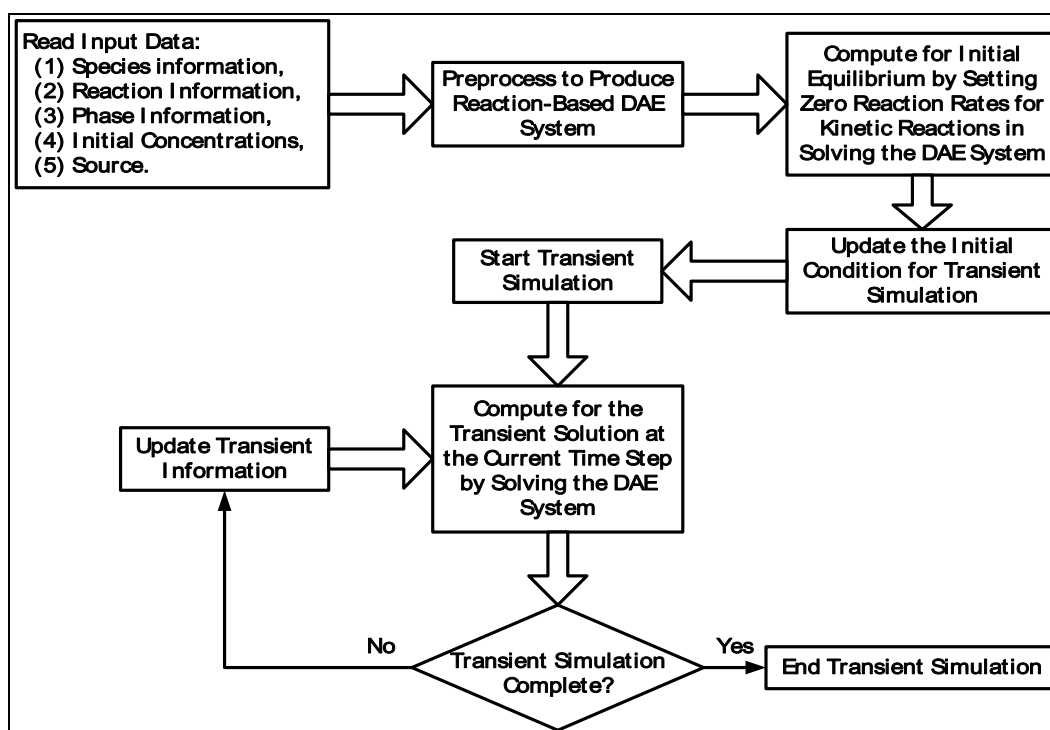 Read Input Data:
(1) Species information,
(2) Reaction Information,
(3) Phase Information,
(4) Initial Concentrations,
(5) Source.
Preprocess to Produce
Reaction-Based DAE
System
Compute for Initial
Equilibrium by Setting
Zero Reaction Rates for
Kinetic Reactions in
Solving the DAE System
Update the Initial
Condition for Transient
Simulation
Start Transient
Simulation
Compute for the
Transient Solution at
the Current Time Step
by Solving the DAE
System
Update Transient
Information
No
Transient Simulation
Complete?
Yes
End Transient Simulation